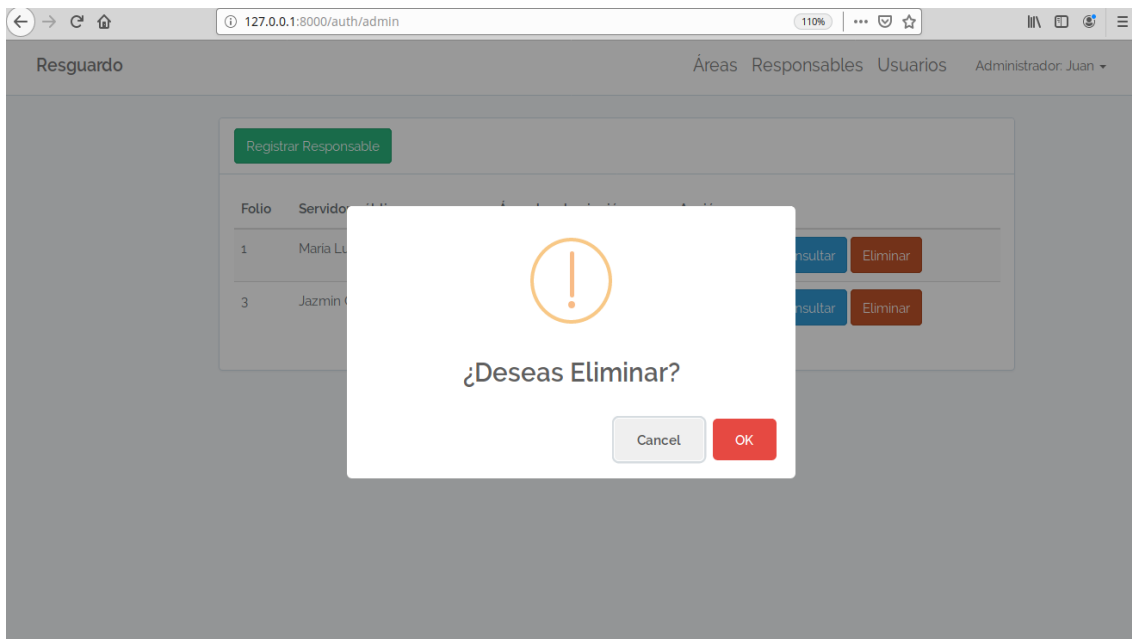 127.0.0.1:8000/auth/admin 110%
Resguardo Áreas Responsables Usuarios Administrador: Juan
Registrar Responsable
Folio
1 Maria Eliminar
3 Jazmin Eliminar
¿Deseas Eliminar?
Cancel OK